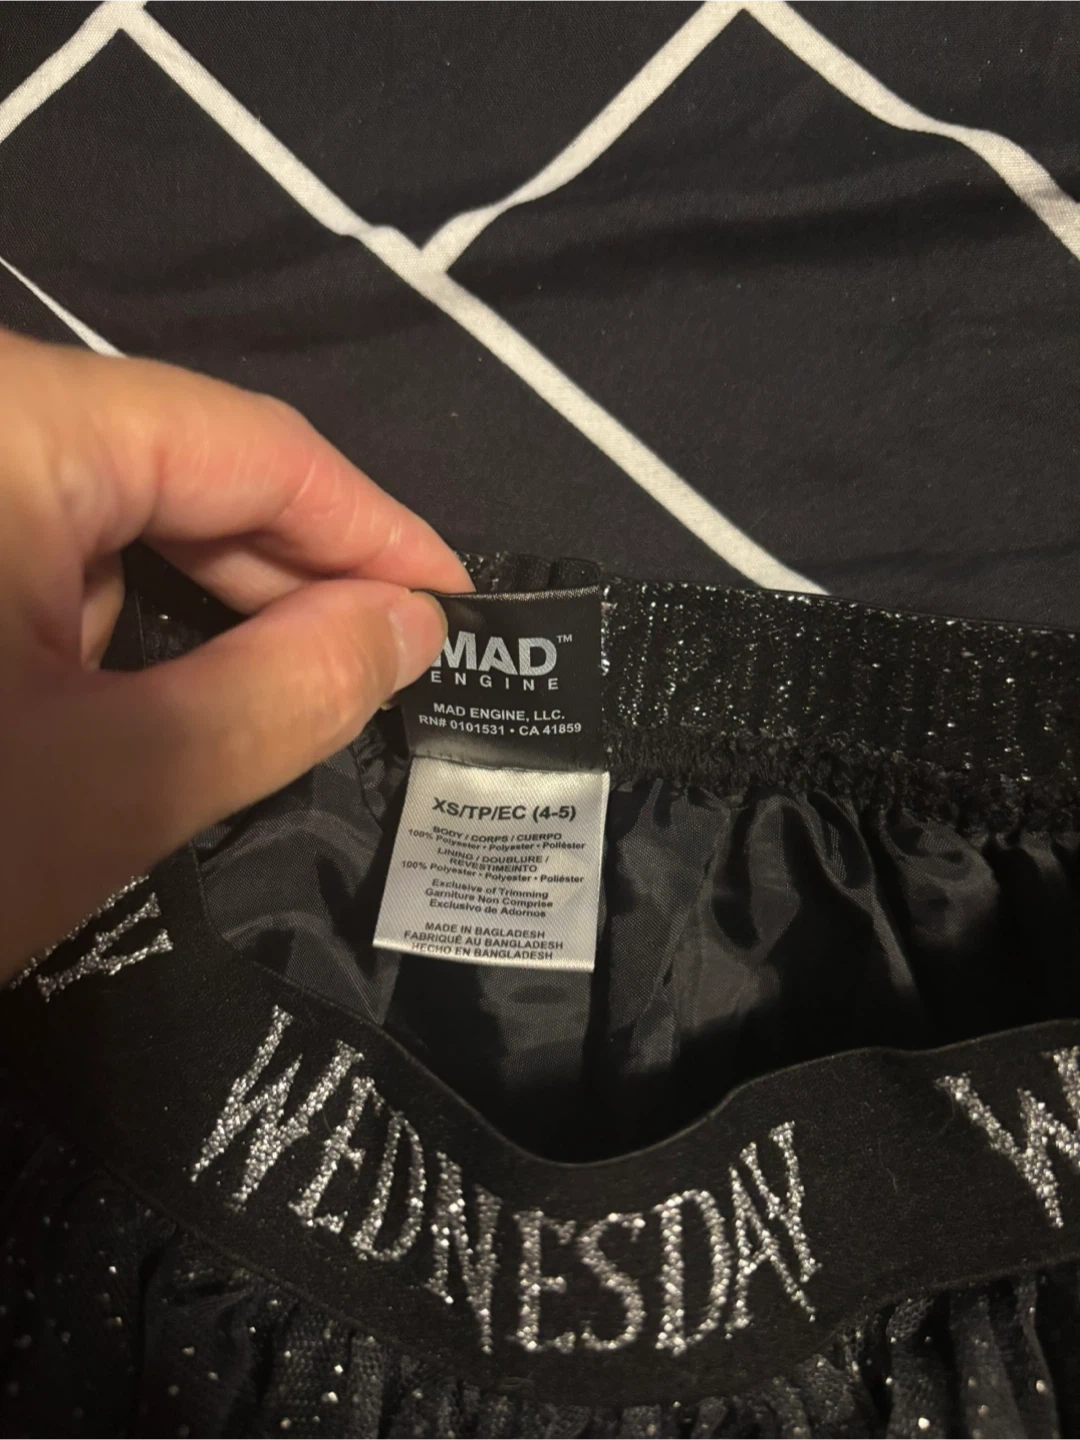 MAD™
ENGINE
MAD ENGINE, LLC.
RN# 0101531 • CA 41859
XS/TP/EC (4-5)
BODY / CORPS / CUERPO
100% Polyester • Polyester • Poliéster
LINING / DOUBLURE /
REVESTIMEINTO
100% Polyester • Polyester • Poliéster
Exclusive of Trimming
Garniture Non Comprise
Exclusivo de Adornos
MADE IN BAGLADESH
FABRIQUÉ AU BANGLADESH
HECHO EN BANGLADESH
WEDNESDAY
W